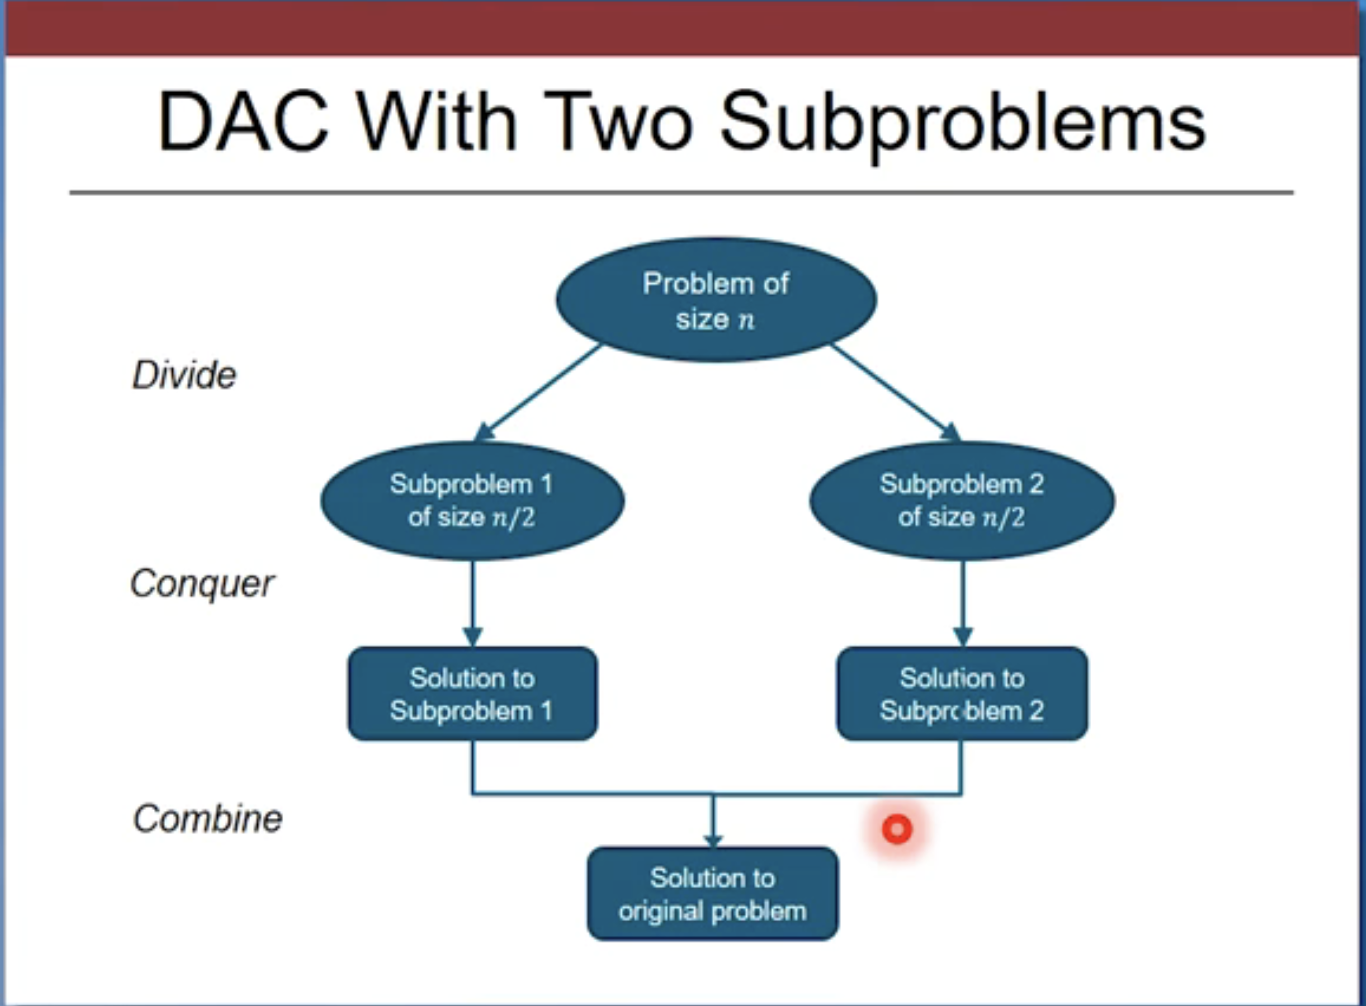 DAC With Two Subproblems
Problem of
size n
Divide
Subproblem 1
of size n/2
Subproblem 2
of size n/2
Conquer
Solution to
Subproblem 1
Solution to
Subproblem 2
Combine
Solution to
original problem